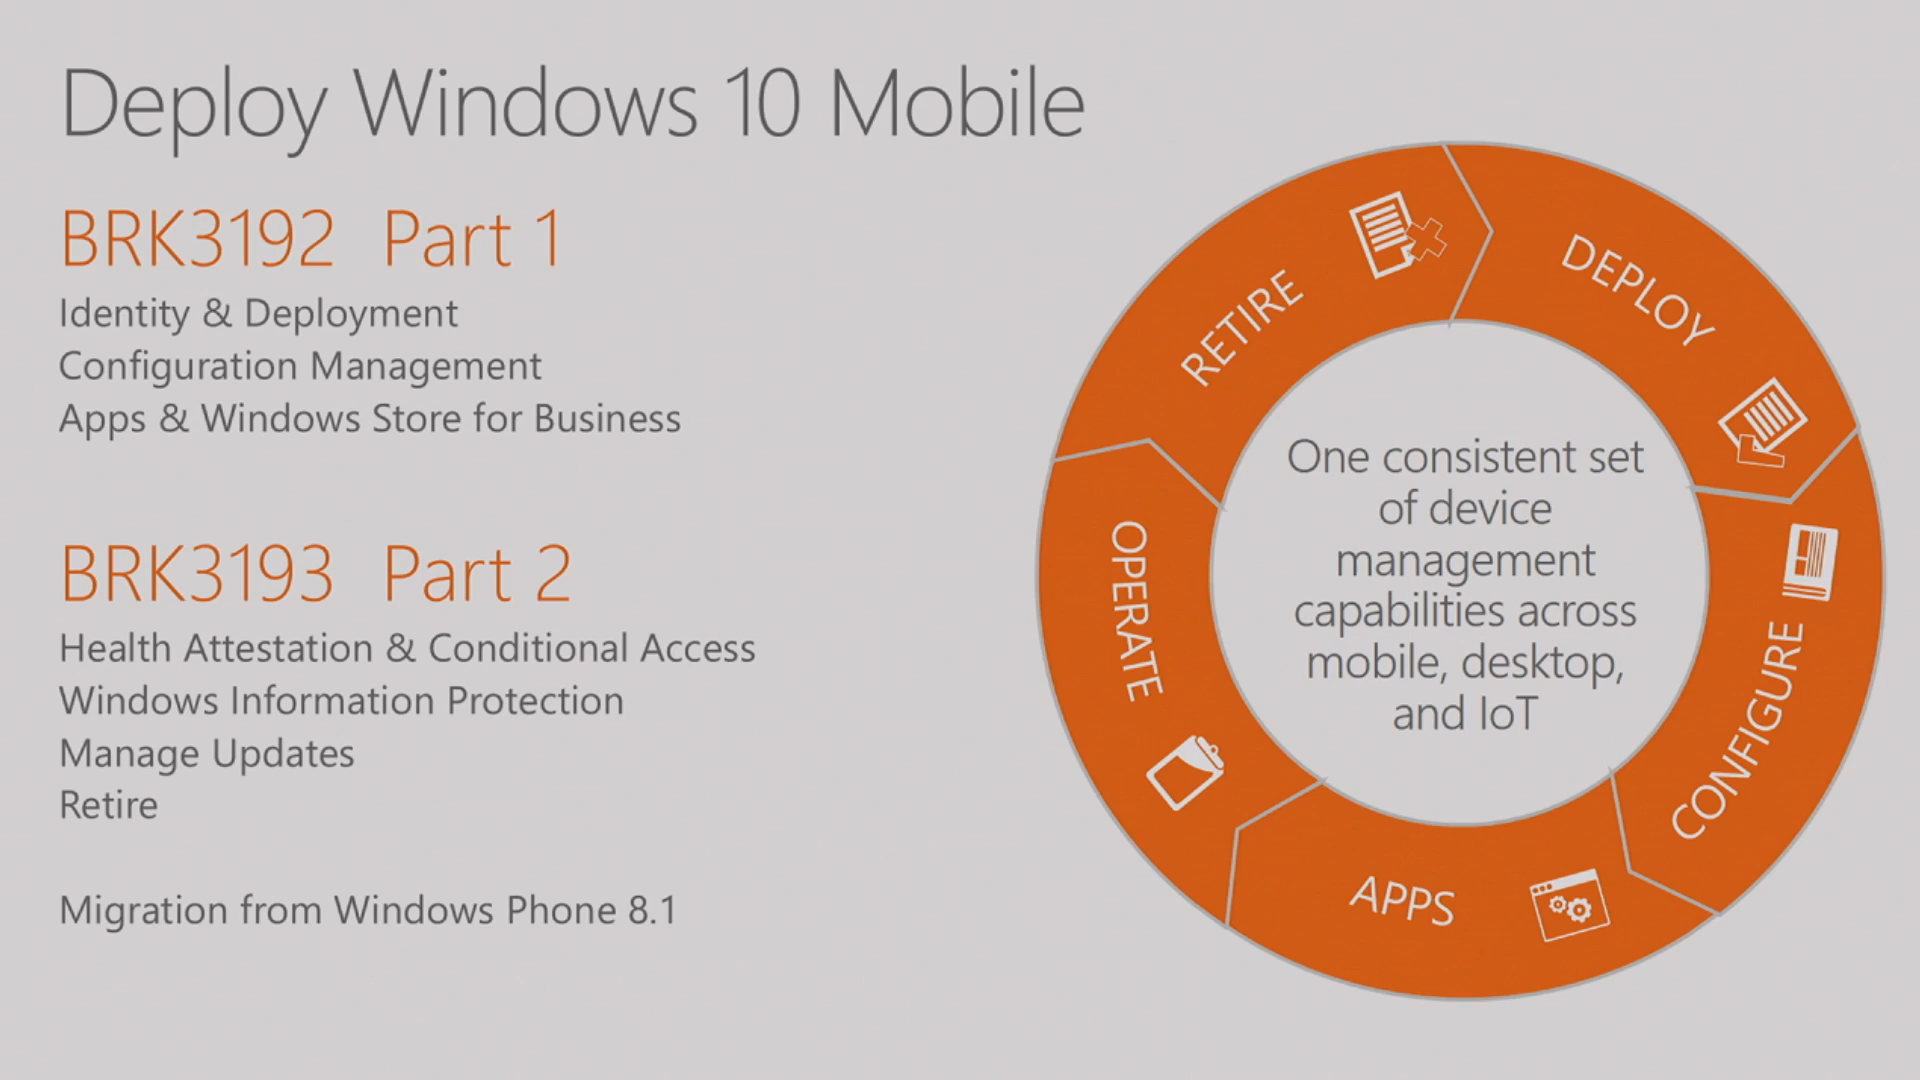 Deploy Windows 10 Mobile
BRK3192 Part 1
Identity & Deployment
Configuration Management
Apps & Windows Store for Business
BRK3193 Part 2
Health Attestation & Conditional Access
Windows Information Protection
Manage Updates
Retire
Migration from Windows Phone 8.1
DEPLOY
CONFIGURE
APPS
OPERATE
RETIRE
One consistent set
of device
management
capabilities across
mobile, desktop,
and IoT